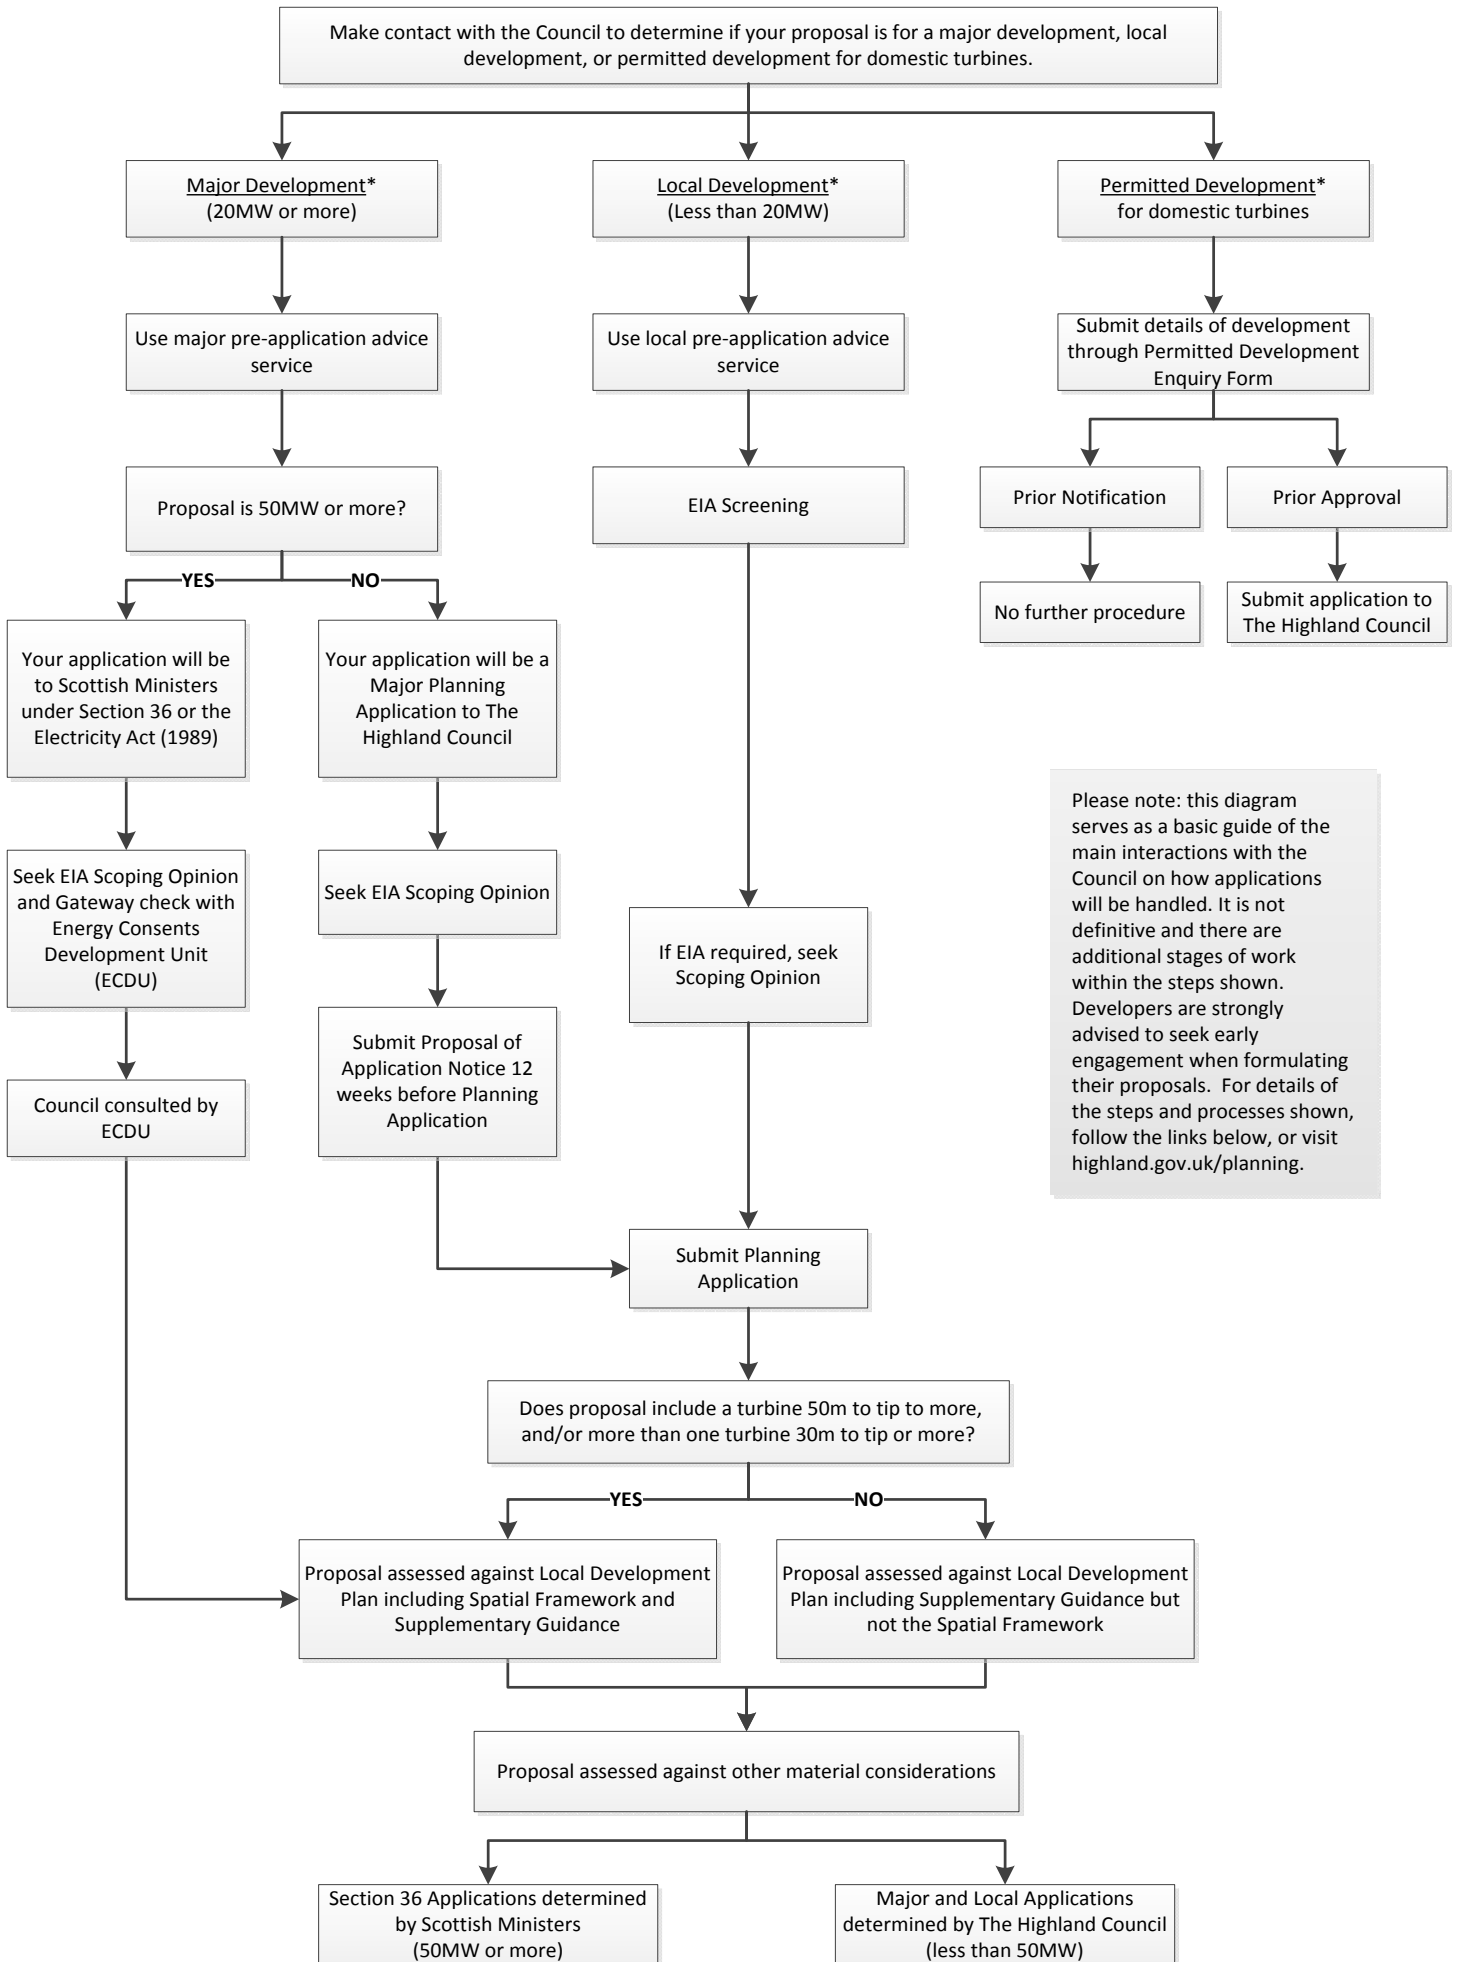 Make contact with the Council to determine if your proposal is for a major development, local
development, or permitted development for domestic turbines.
Major Development*
(20MW or more)
Local Development*
(Less than 20MW)
Permitted Development*
for domestic turbines
Use major pre-application advice
service
Use local pre-application advice
service
Submit details of development
through Permitted Development
Enquiry Form
Proposal is 50MW or more?
EIA Screening
Prior Notification
Prior Approval
YES
NO
No further procedure
Submit application to
The Highland Council
Your application will be
to Scottish Ministers
under Section 36 or the
Electricity Act (1989)
Your application will be a
Major Planning
Application to The
Highland Council
Please note: this diagram
serves as a basic guide of the
main interactions with the
Council on how applications
will be handled. It is not
definitive and there are
additional stages of work
within the steps shown.
Developers are strongly
advised to seek early
engagement when formulating
their proposals.  For details of
the steps and processes shown,
follow the links below, or visit
highland.gov.uk/planning.
Seek EIA Scoping Opinion
and Gateway check with
Energy Consents
Development Unit
(ECDU)
Seek EIA Scoping Opinion
If EIA required, seek
Scoping Opinion
Submit Proposal of
Application Notice 12
weeks before Planning
Application
Council consulted by
ECDU
Submit Planning
Application
Does proposal include a turbine 50m to tip to more,
and/or more than one turbine 30m to tip or more?
YES
NO
Proposal assessed against Local Development
Plan including Spatial Framework and
Supplementary Guidance
Proposal assessed against Local Development
Plan including Supplementary Guidance but
not the Spatial Framework
Proposal assessed against other material considerations
Section 36 Applications determined
by Scottish Ministers
(50MW or more)
Major and Local Applications
determined by The Highland Council
(less than 50MW)